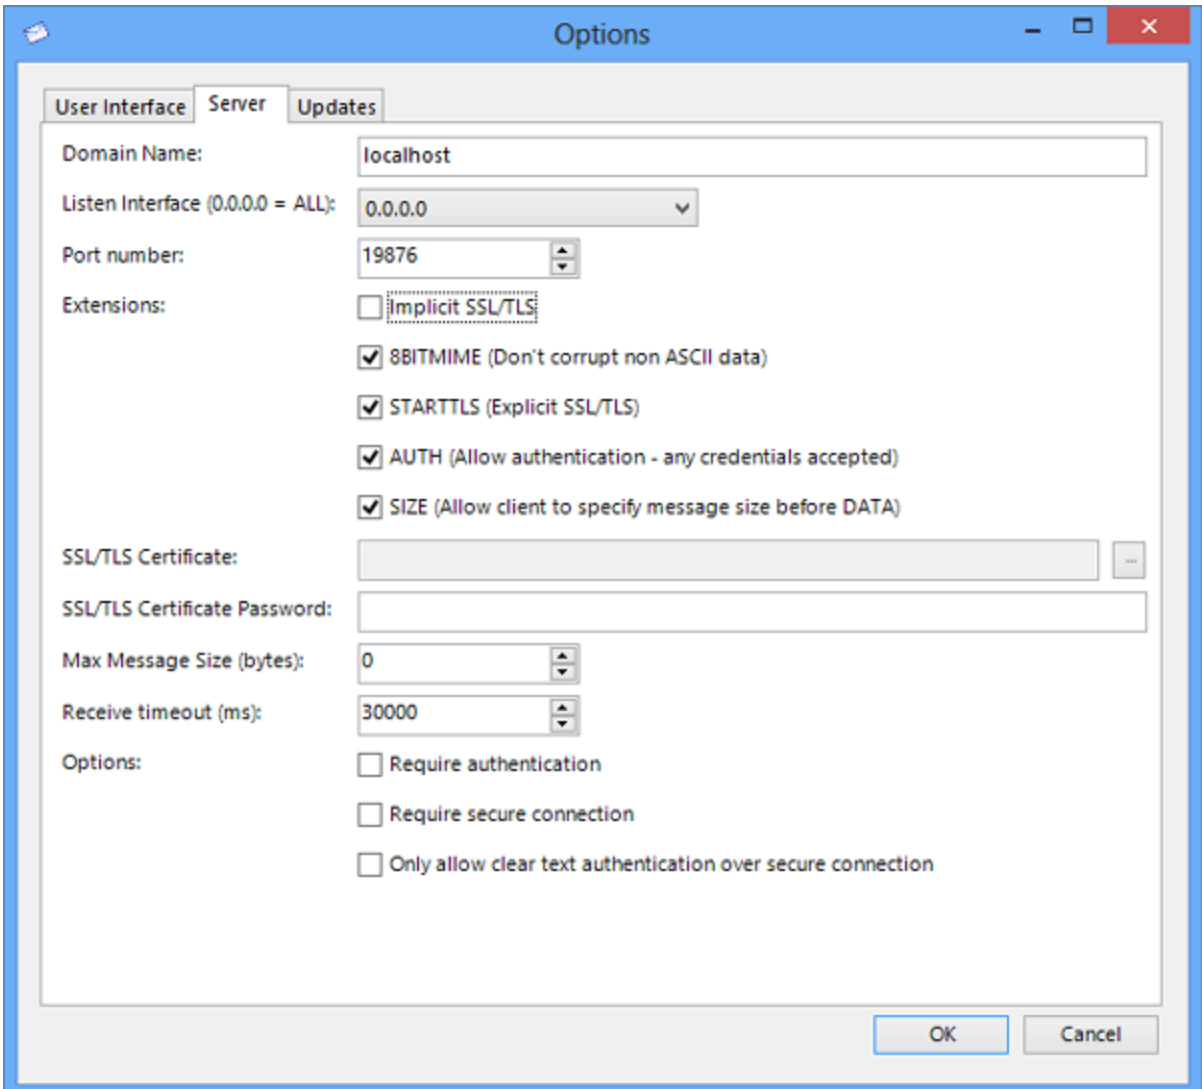 Options
User Interface Server Updates
Domain Name: localhost
Listen Interface (0.0.0.0 = ALL): 0.0.0.0
Port number: 19876
Extensions: Implicit SSL/TLS
8BITMIME (Don't corrupt non ASCII data)
STARTTLS (Explicit SSL/TLS)
AUTH (Allow authentication - any credentials accepted)
SIZE (Allow client to specify message size before DATA)
SSL/TLS Certificate: ...
SSL/TLS Certificate Password:
Max Message Size (bytes): 0
Receive timeout (ms): 30000
Options: Require authentication
Require secure connection
Only allow clear text authentication over secure connection
OK Cancel